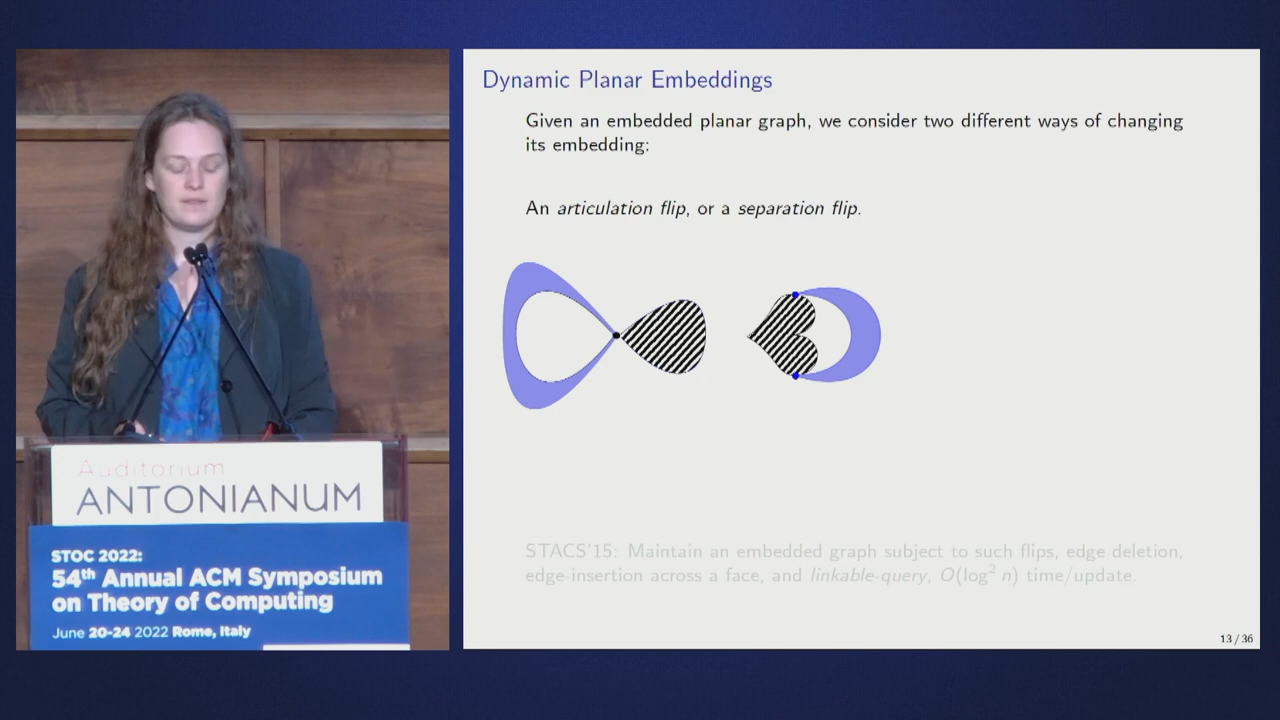 Dynamic Planar Embeddings
Given an embedded planar graph, we consider two different ways of changing
its embedding:
An articulation flip, or a separation flip.
STACS'15: Maintain an embedded graph subject to such flips, edge deletion,
edge-insertion across a face, and linkable-query, O(log² n) time/update.
13 / 36
Auditorium
ANTONIANUM
STOC 2022:
54th Annual ACM Symposium
on Theory of Computing
June 20-24 2022 Rome, Italy